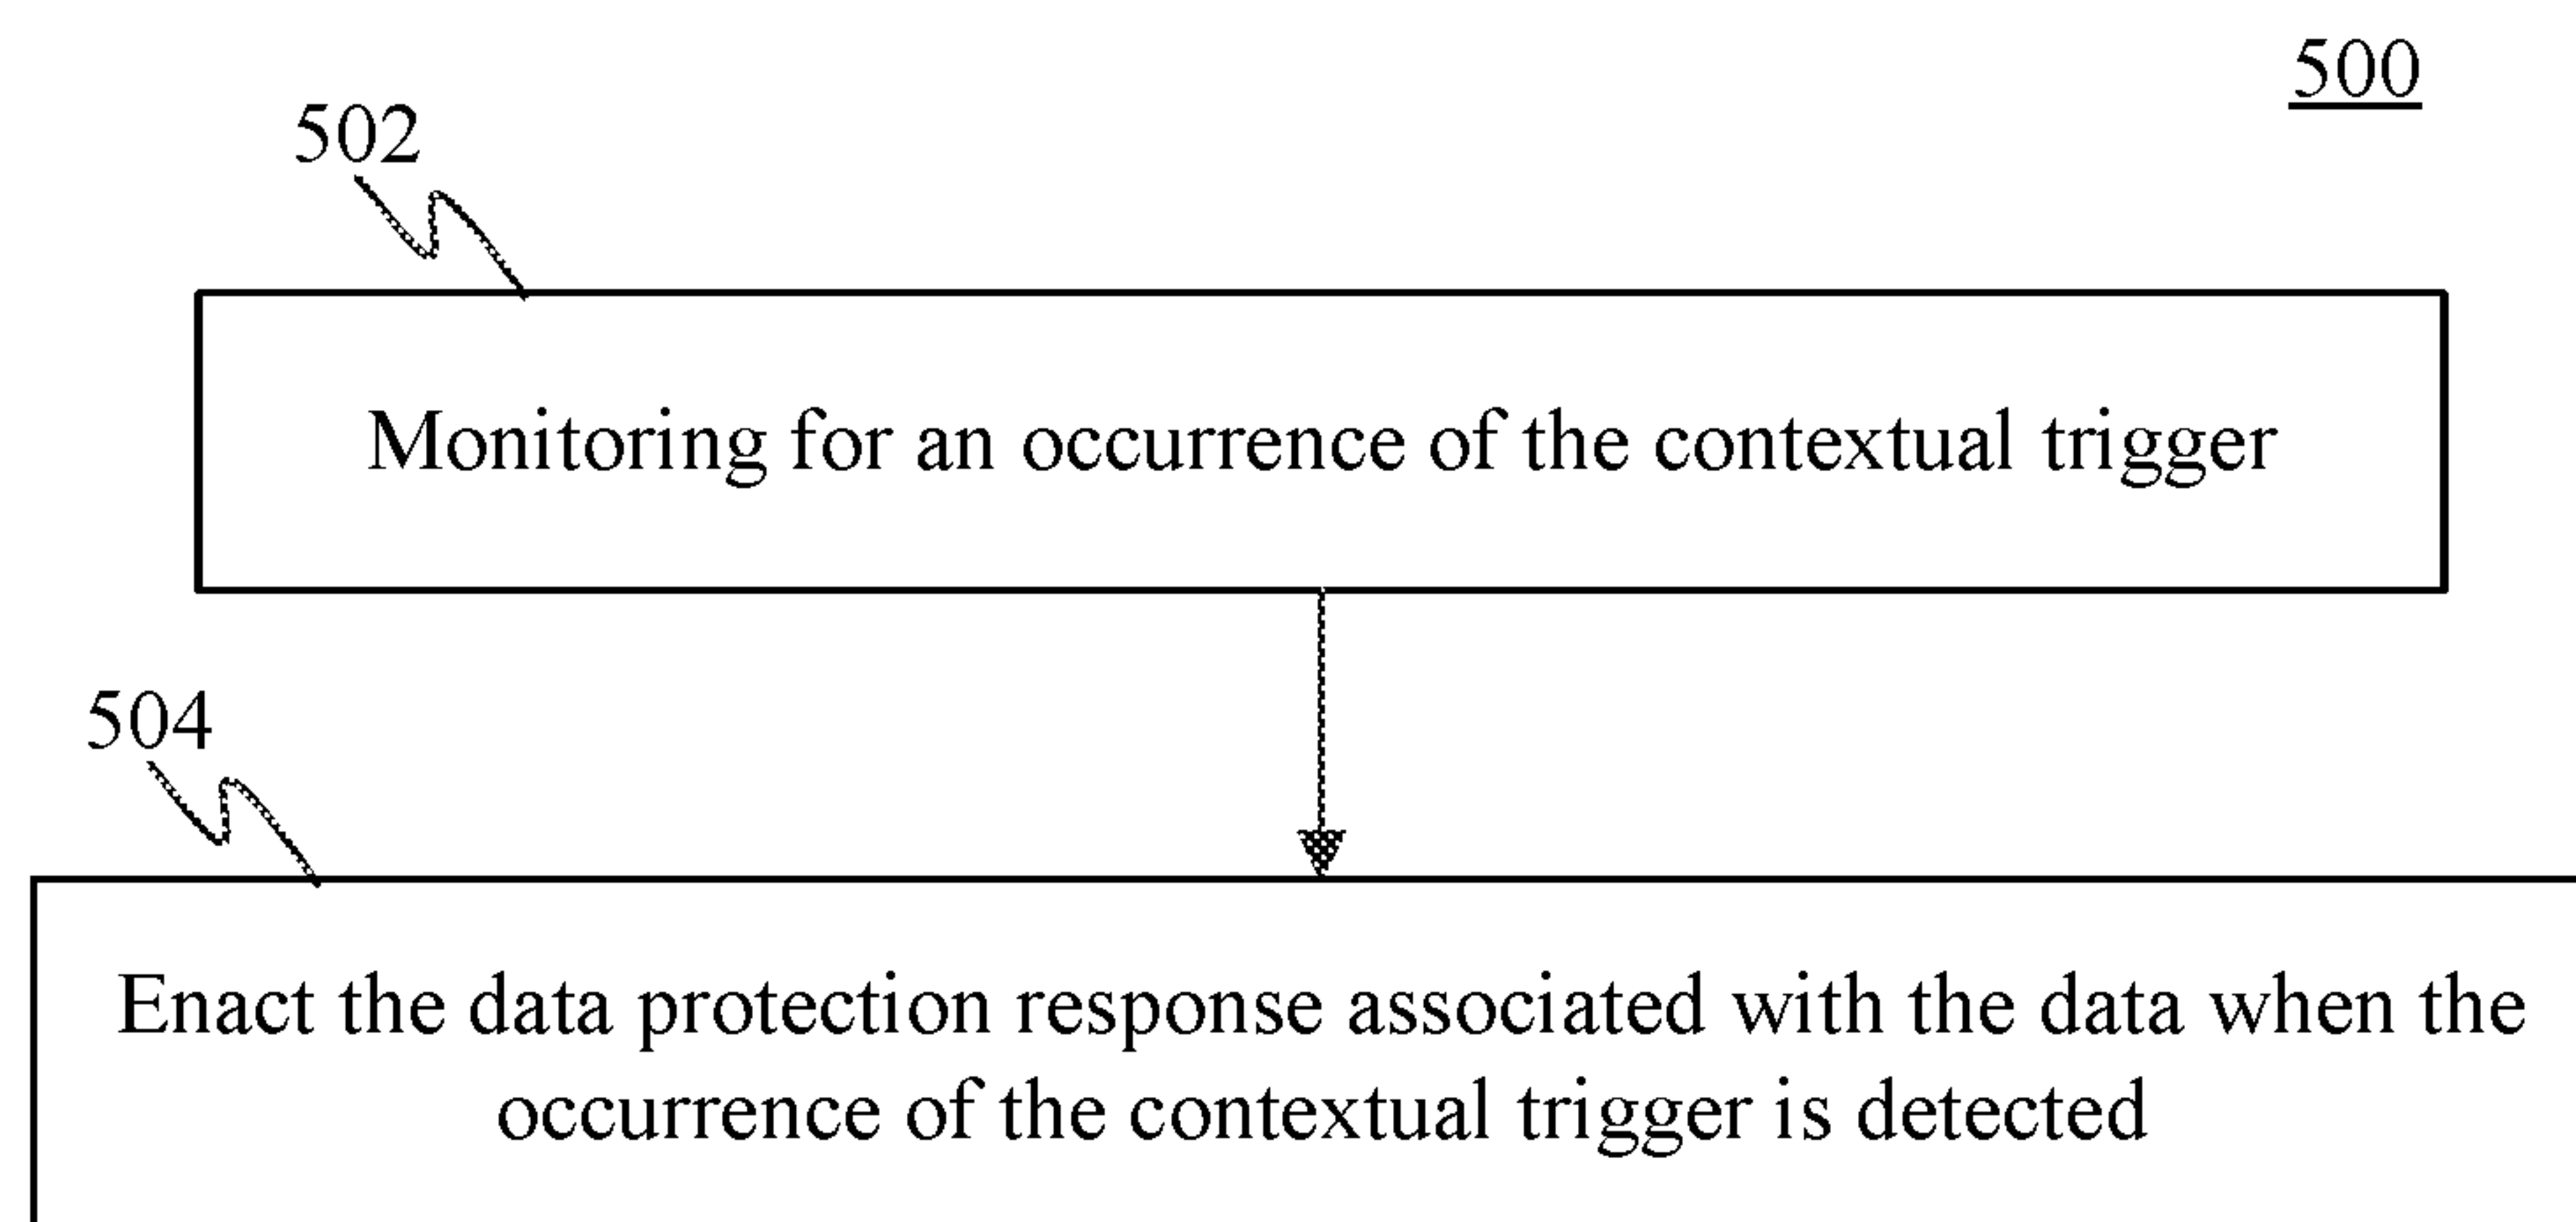 500
502
Monitoring for an occurrence of the contextual trigger
504
Enact the data protection response associated with the data when the
occurrence of the contextual trigger is detected